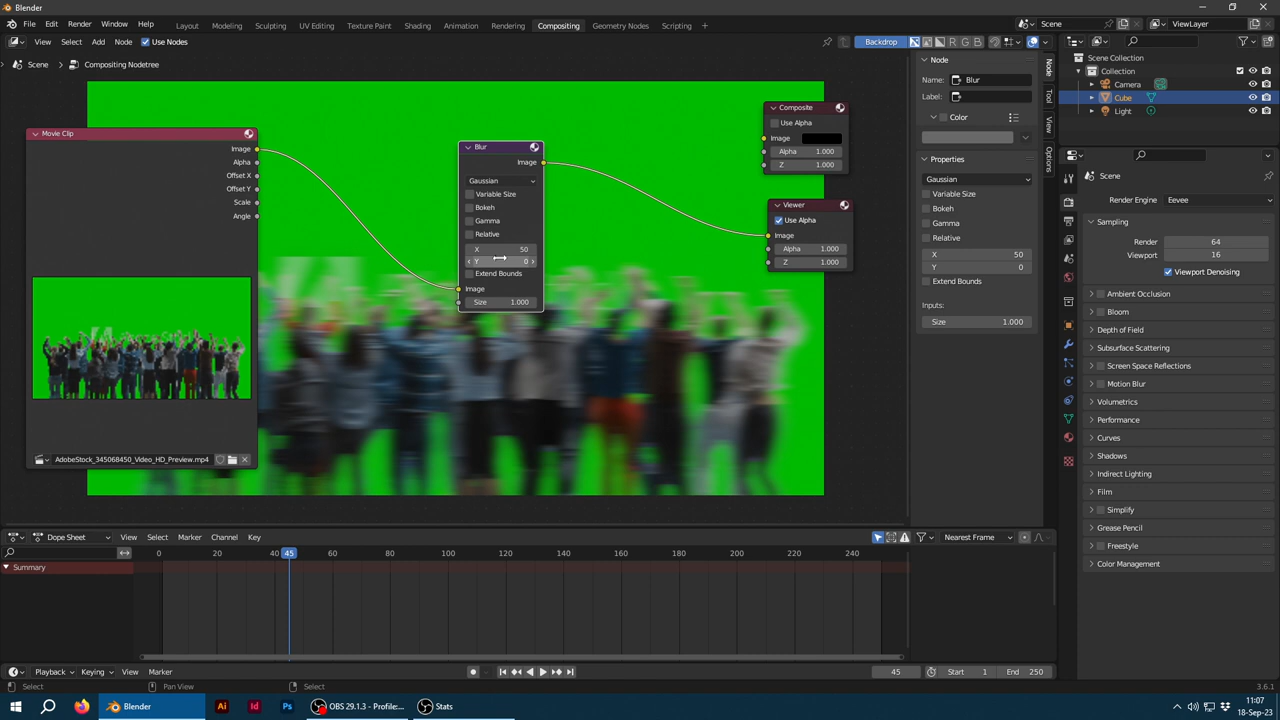 Blender
File Edit Render Window Help Layout Modeling Sculpting UV Editing Texture Paint Shading Animation Rendering Compositing Geometry Nodes Scripting + Scene ViewLayer
View Select Add Node Use Nodes Backdrop R G B
Scene > Compositing Nodetree
Node
Name: Blur
Label:
Color
Properties
Gaussian
Variable Size
Bokeh
Gamma
Relative
X 50
Y 0
Extend Bounds
Inputs:
Size 1.000
Node
Tool
View
Options
Movie Clip
Image
Alpha
Offset X
Offset Y
Scale
Angle
AdobeStock_345068450_Video_HD_Preview.mp4
Blur
Image
Gaussian
Variable Size
Bokeh
Gamma
Relative
X 50
Y 0
Extend Bounds
Image
Size 1.000
Composite
Use Alpha
Image
Alpha 1.000
Z 1.000
Viewer
Use Alpha
Image
Alpha 1.000
Z 1.000
Scene Collection
Collection
Camera
Cube
Light
Scene
Render Engine Eevee
Sampling
Render 64
Viewport 16
Viewport Denoising
Ambient Occlusion
Bloom
Depth of Field
Subsurface Scattering
Screen Space Reflections
Motion Blur
Volumetrics
Performance
Curves
Shadows
Indirect Lighting
Film
Simplify
Grease Pencil
Freestyle
Color Management
Dope Sheet View Select Marker Channel Key Nearest Frame
0 20 40 45 60 80 100 120 140 160 180 200 220 240
Summary
Playback Keying View Marker 45 Start 1 End 250
Select Pan View Select 3.6.1
Blender Ai Id Ps OBS 29.1.3 - Profile:... Stats 11:07
18-Sep-23